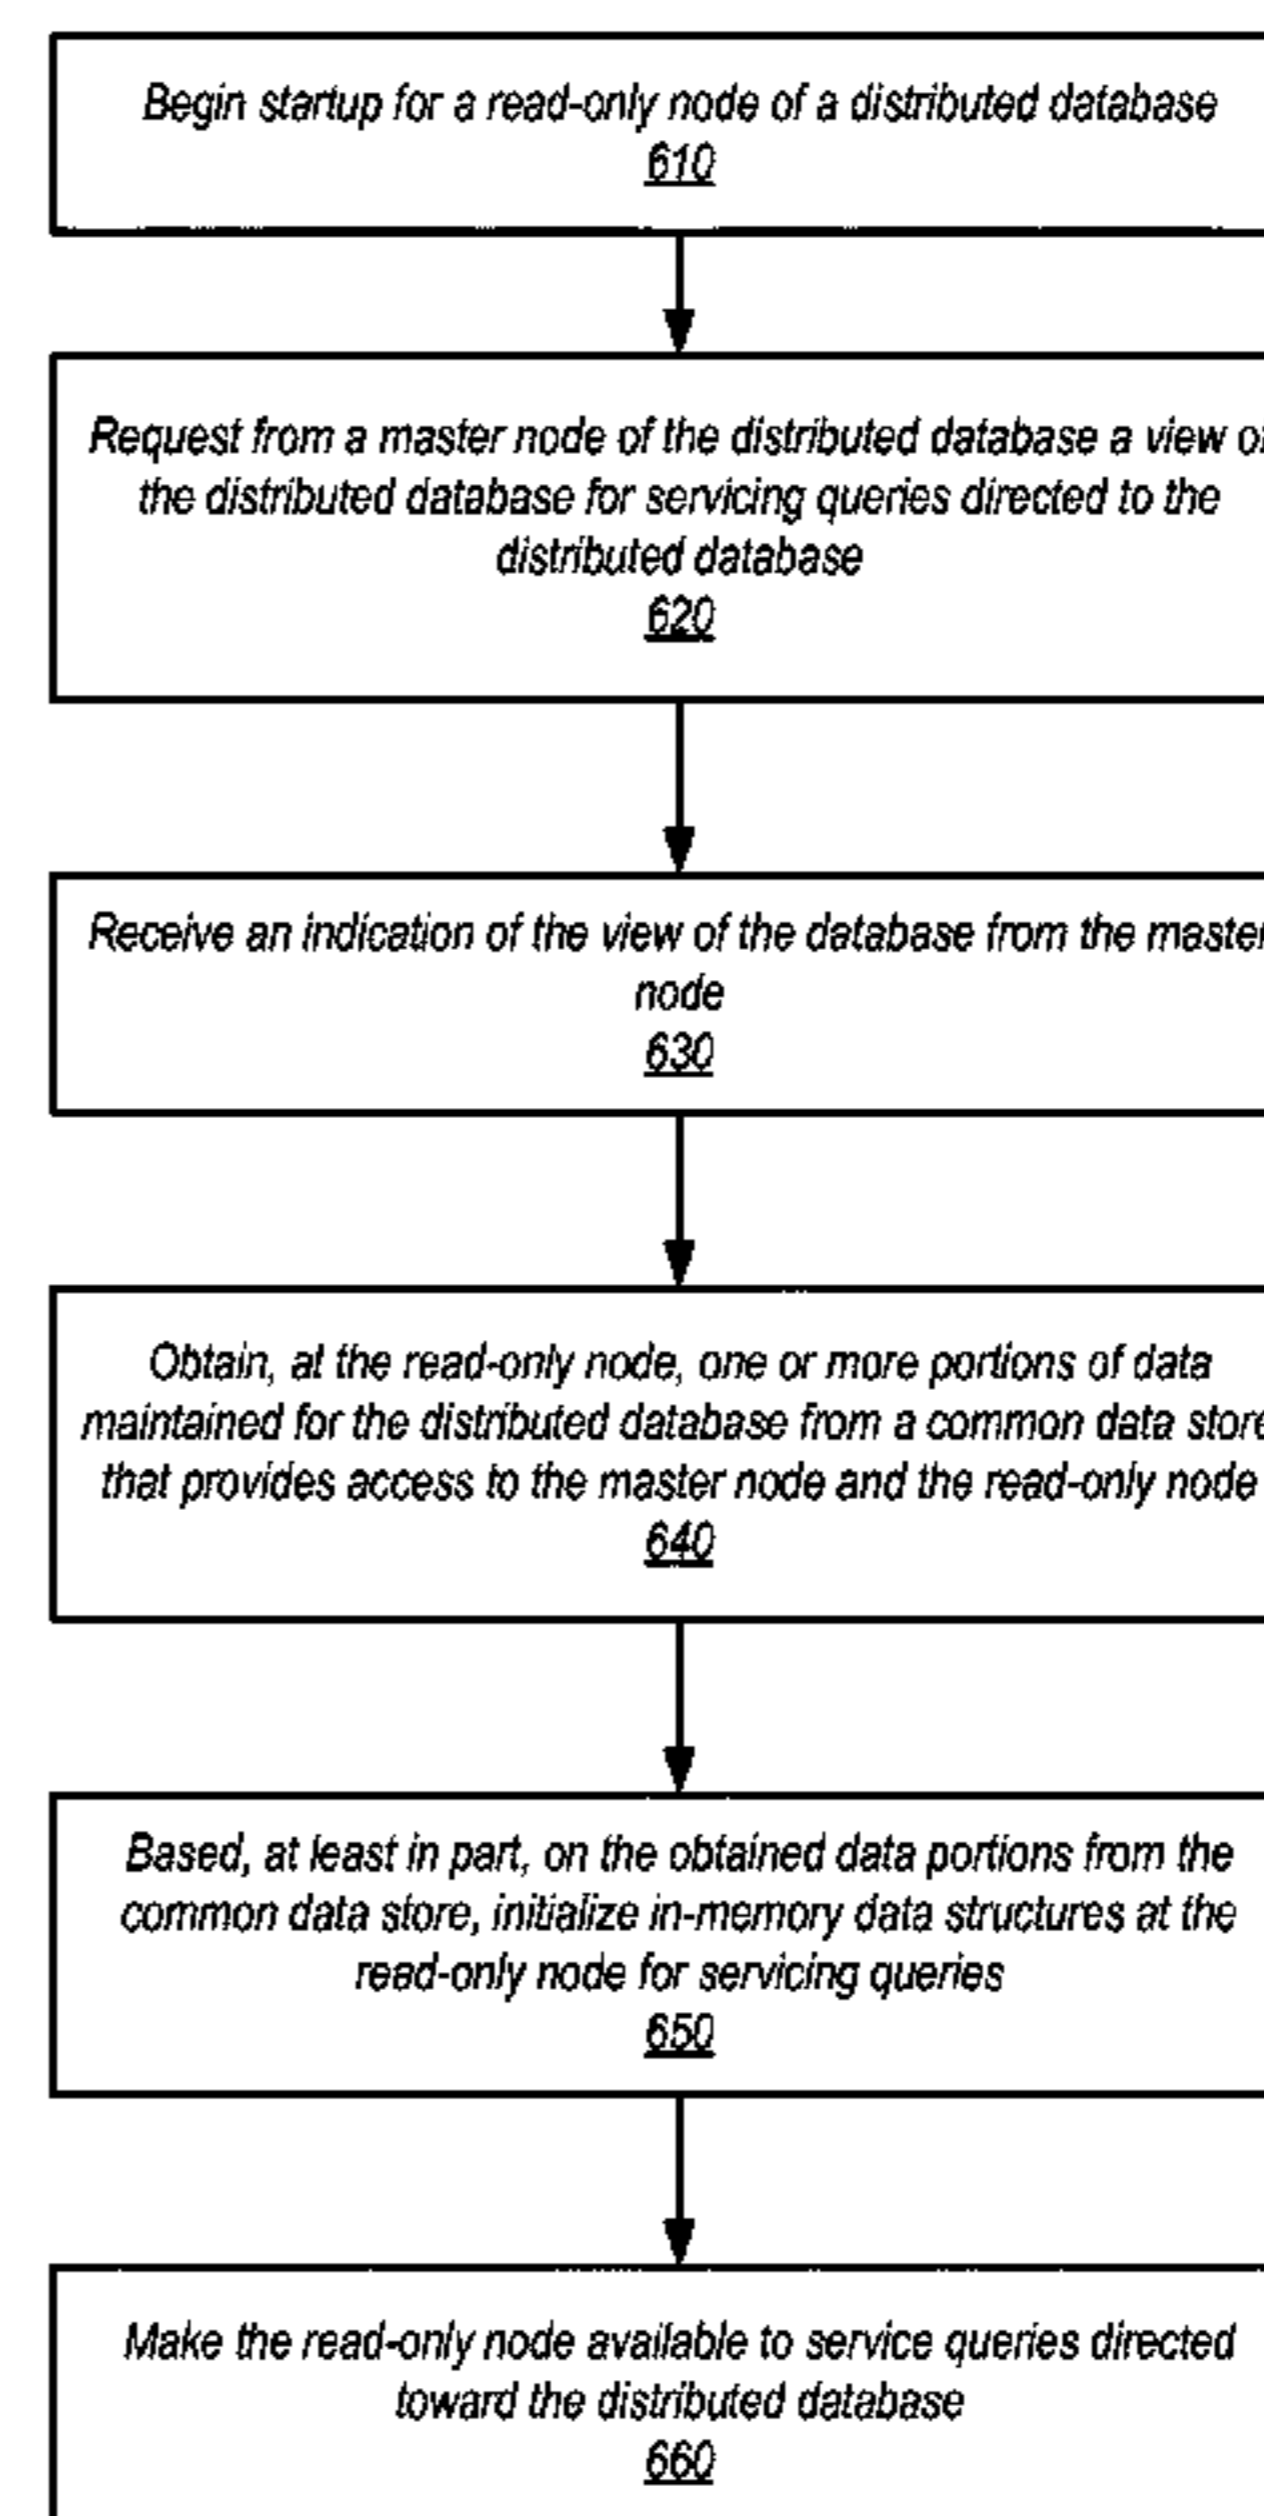 Begin startup for a read-only node of a distributed database
610
Request from a master node of the distributed database a view
the distributed database for servicing queries directed to the
distributed database
620
Receive an indication of the view of the database from the master
node
630
Obtain, at the read-only node, one or more portions of data
maintained for the distributed database from a common data store
that provides access to the master node and the read-only node
640
Based, at least in part, on the obtained data portions from the
common data store, initialize in-memory data structures at the
read-only node for servicing queries
650
Make the read-only node available to service queries directed
toward the distributed database
660